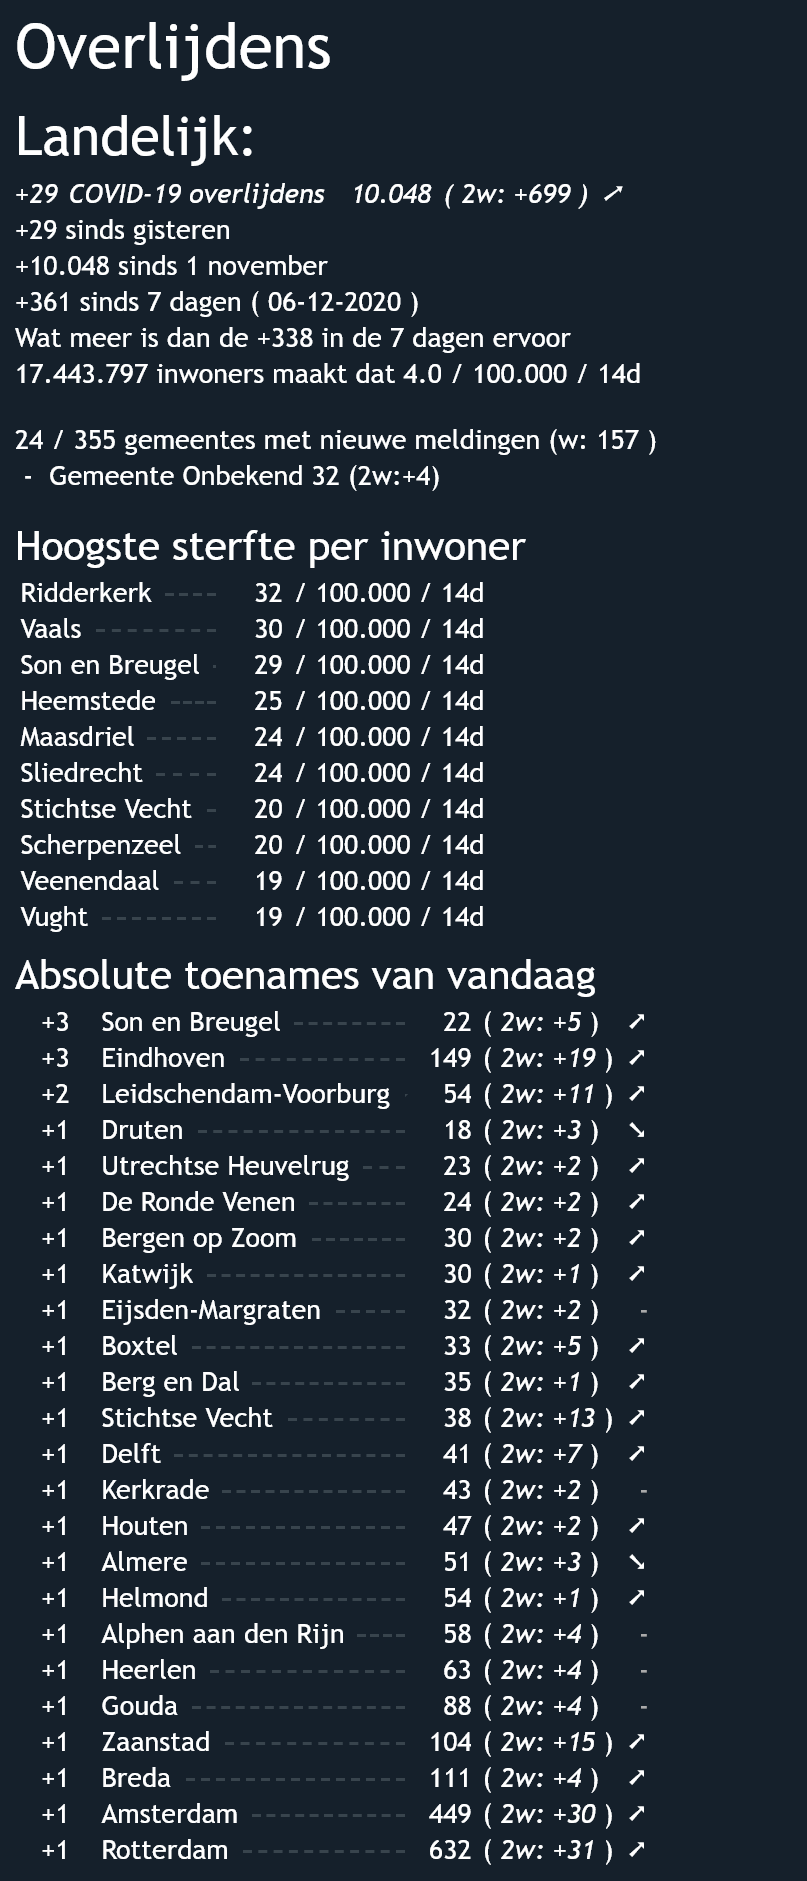 Overlijdens
Landelijk:
+29 COVID-19 overlijdens 10.048 ( 2w: +699 ) ➚
+29 sinds gisteren
+10.048 sinds 1 november
+361 sinds 7 dagen ( 06-12-2020 )
Wat meer is dan de +338 in de 7 dagen ervoor
17.443.797 inwoners maakt dat 4.0 / 100.000 / 14d
24 / 355 gemeentes met nieuwe meldingen (w: 157 )
- Gemeente Onbekend 32 (2w:+4)
Hoogste sterfte per inwoner
Ridderkerk ---- 32 / 100.000 / 14d
Vaals -------- 30 / 100.000 / 14d
Son en Breugel - 29 / 100.000 / 14d
Heemstede ---- 25 / 100.000 / 14d
Maasdriel ----- 24 / 100.000 / 14d
Sliedrecht ---- 24 / 100.000 / 14d
Stichtse Vecht - 20 / 100.000 / 14d
Scherpenzeel -- 20 / 100.000 / 14d
Veenendaal --- 19 / 100.000 / 14d
Vught -------- 19 / 100.000 / 14d
Absolute toenames van vandaag
+3 Son en Breugel -------- 22 ( 2w: +5 ) ➚
+3 Eindhoven ----------- 149 ( 2w: +19 ) ➚
+2 Leidschendam-Voorburg - 54 ( 2w: +11 ) ➚
+1 Druten -------------- 18 ( 2w: +3 ) ➘
+1 Utrechtse Heuvelrug --- 23 ( 2w: +2 ) ➚
+1 De Ronde Venen ------- 24 ( 2w: +2 ) ➚
+1 Bergen op Zoom ------- 30 ( 2w: +2 ) ➚
+1 Katwijk -------------- 30 ( 2w: +1 ) ➚
+1 Eijsden-Margraten ----- 32 ( 2w: +2 ) -
+1 Boxtel --------------- 33 ( 2w: +5 ) ➚
+1 Berg en Dal ----------- 35 ( 2w: +1 ) ➚
+1 Stichtse Vecht -------- 38 ( 2w: +13 ) ➚
+1 Delft ---------------- 41 ( 2w: +7 ) ➚
+1 Kerkrade ------------- 43 ( 2w: +2 ) -
+1 Houten -------------- 47 ( 2w: +2 ) ➚
+1 Almere -------------- 51 ( 2w: +3 ) ➘
+1 Helmond ------------- 54 ( 2w: +1 ) ➚
+1 Alphen aan den Rijn ---- 58 ( 2w: +4 ) -
+1 Heerlen ------------- 63 ( 2w: +4 ) -
+1 Gouda --------------- 88 ( 2w: +4 ) -
+1 Zaanstad ------------ 104 ( 2w: +15 ) ➚
+1 Breda --------------- 111 ( 2w: +4 ) ➚
+1 Amsterdam ----------- 449 ( 2w: +30 ) ➚
+1 Rotterdam ----------- 632 ( 2w: +31 ) ➚